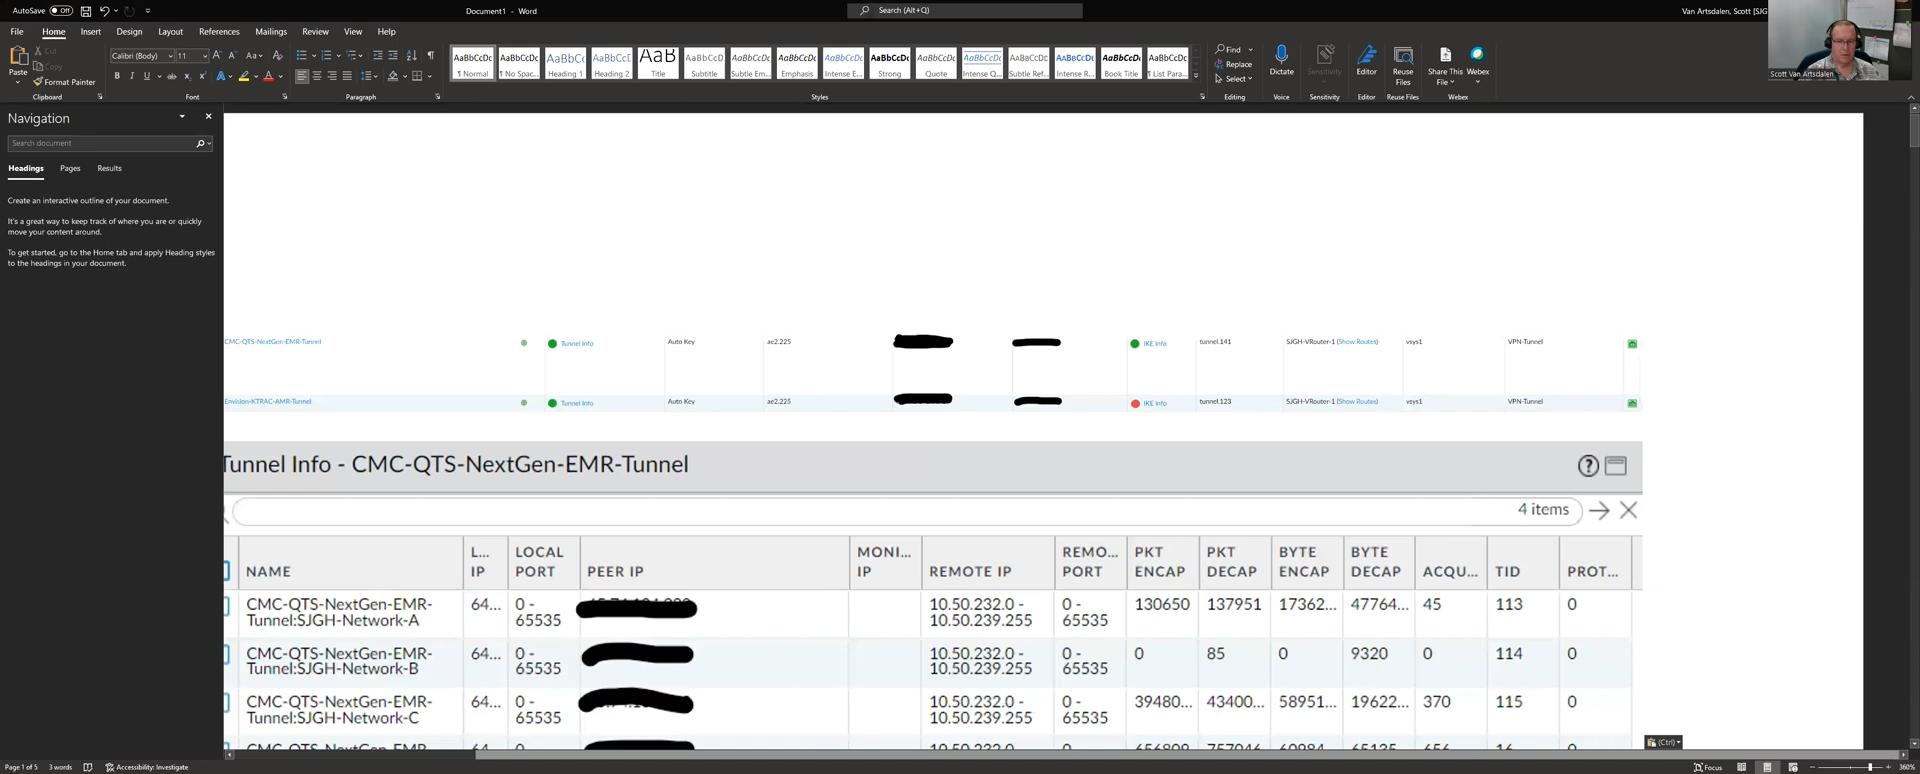 AutoSave Off Document1 - Word Search (Alt+Q) Van Artsdalen, Scott [SJG
File Home Insert Design Layout References Mailings Review View Help
Paste Cut Copy Format Painter Clipboard
Calibri (Body) 11 Font
Paragraph
AaBbCcDc ¶ Normal
AaBbCcDc ¶ No Spac...
AaBbC Heading 1
AaBbCc Heading 2
AaB Title
AaBbCcD Subtitle
AaBbCcDc Subtle Em...
AaBbCcDc Emphasis
AaBbCcDc Intense E...
AaBbCcDc Strong
AaBbCcDc Quote
AaBbCcDc Intense Q...
AaBbCcDc Subtle Ref...
AaBbCcDc Intense R...
AaBbCcDc Book Title
AaBbCcDc ¶ List Para...
Styles
Find Replace Select Editing
Dictate Voice
Sensitivity Sensitivity
Editor Editor
Reuse Files Reuse Files
Share This File Webex Webex
Scott Van Artsdalen
Navigation
Search document
Headings Pages Results
Create an interactive outline of your document.
It's a great way to keep track of where you are or quickly
move your content around.
To get started, go to the Home tab and apply Heading styles
to the headings in your document.
CMC-QTS-NextGen-EMR-Tunnel Tunnel Info Auto Key ae2.225 IKE Info tunnel.141 SJGH-VRouter-1 (Show Routes) vsys1 VPN-Tunnel
Envision-KTRAC-AMR-Tunnel Tunnel Info Auto Key ae2.225 IKE Info tunnel.123 SJGH-VRouter-1 (Show Routes) vsys1 VPN-Tunnel
Tunnel Info - CMC-QTS-NextGen-EMR-Tunnel
4 items
NAME L... IP LOCAL PORT PEER IP MONI... IP REMOTE IP REMO... PORT PKT ENCAP PKT DECAP BYTE ENCAP BYTE DECAP ACQU... TID PROT...
CMC-QTS-NextGen-EMR- 64... 0 - 10.50.232.0 - 0 - 130650 137951 17362... 47764... 45 113 0
Tunnel:SJGH-Network-A 65535 10.50.239.255 65535
CMC-QTS-NextGen-EMR- 64... 0 - 10.50.232.0 - 0 - 0 85 0 9320 0 114 0
Tunnel:SJGH-Network-B 65535 10.50.239.255 65535
CMC-QTS-NextGen-EMR- 64... 0 - 10.50.232.0 - 0 - 39480... 43400... 58951... 19622... 370 115 0
Tunnel:SJGH-Network-C 65535 10.50.239.255 65535
(Ctrl)
Page 1 of 5 3 words Accessibility: Investigate Focus 360%